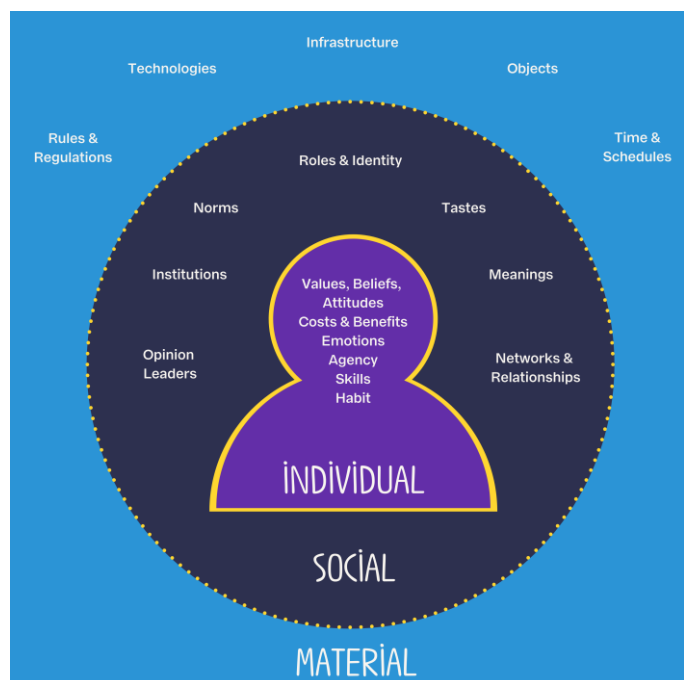 Infrastructure
Technologies
Objects
Rules &
Regulations
Time &
Schedules
Roles & Identity
Norms
Tastes
Institutions
Meanings
Values, Beliefs,
Attitudes
Costs & Benefits
Emotions
Agency
Skills
Habit
Opinion
Leaders
Networks &
Relationships
INDIVIDUAL
SOCIAL
MATERIAL